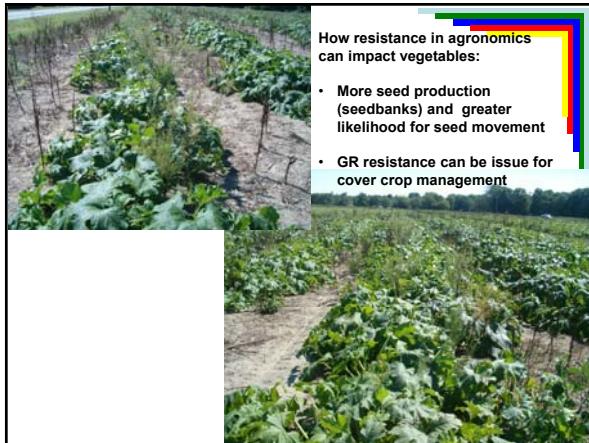 How resistance in agronomics
can impact vegetables:
• More seed production
(seedbanks) and greater
likelihood for seed movement
• GR resistance can be issue for
cover crop management